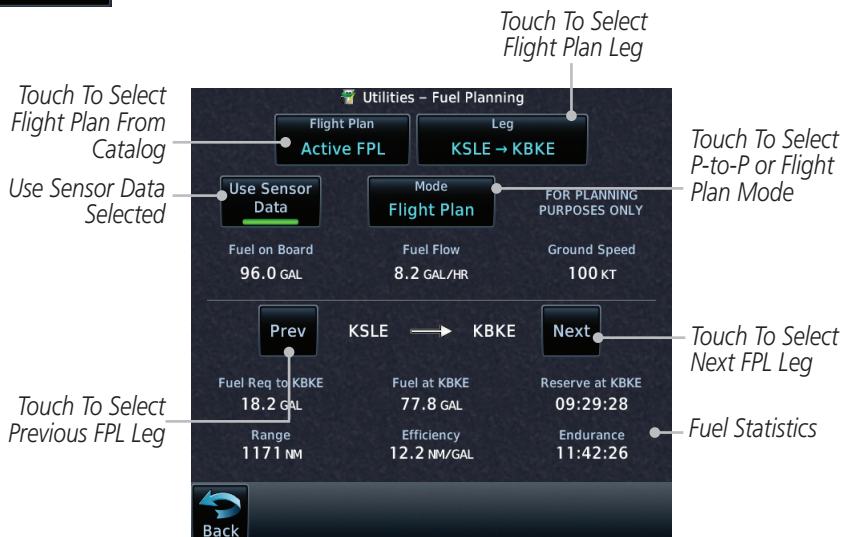 Touch To Select
Flight Plan Leg
Touch To Select
Flight Plan From
Catalog
Utilities – Fuel Planning
Flight Plan
Active FPL
Leg
KSLE → KBKE
Touch To Select
P-to-P or Flight
Plan Mode
Use Sensor Data
Selected
Use Sensor
Data
Mode
Flight Plan
FOR PLANNING
PURPOSES ONLY
Fuel on Board
96.0 GAL
Fuel Flow
8.2 GAL/HR
Ground Speed
100 KT
Prev
KSLE → KBKE
Next
Touch To Select
Next FPL Leg
Touch To Select
Previous FPL Leg
Fuel Req to KBKE
18.2 GAL
Fuel at KBKE
77.8 GAL
Reserve at KBKE
09:29:28
Range
1171 NM
Efficiency
12.2 NM/GAL
Endurance
11:42:26
Fuel Statistics
Back